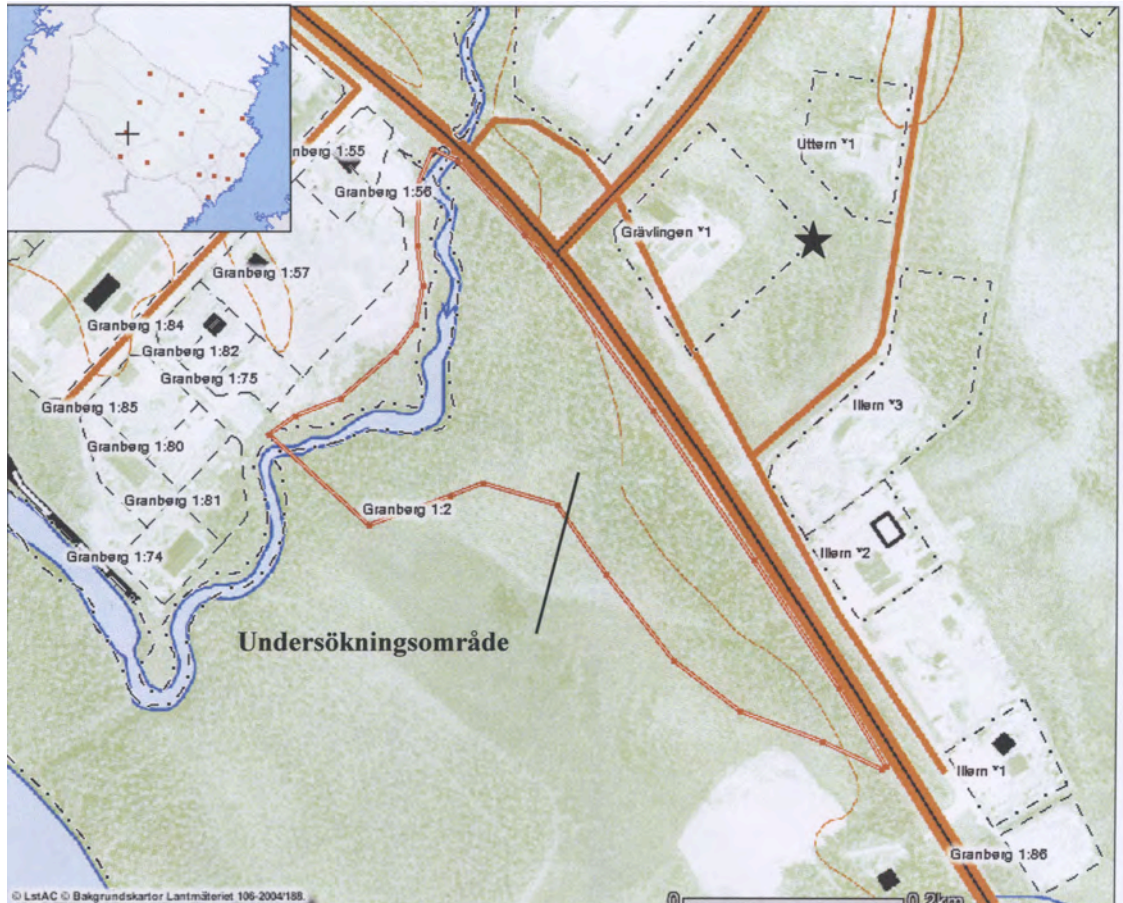 nberg 1:55
Granberg 1:56
Uttern *1
Grävlingen *1
Granberg 1:57
Granberg 1:84
Granberg 1:82
Granberg 1:75
Granberg 1:85
Illern *3
Granberg 1:80
Granberg 1:81
Granberg 1:2
Granberg 1:74
Illern *2
Undersökningsområde
Illern *1
Granberg 1:86
© LstAC © Bakgrundskartor Lantmäteriet 106-2004/188.
0
0.2km